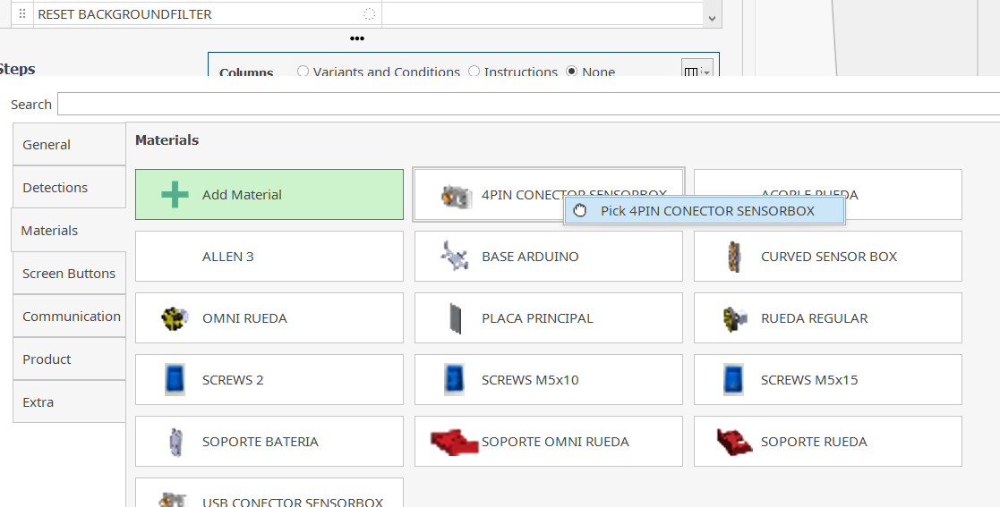 RESET BACKGROUNDFILTER
Steps
Columns Variants and Conditions Instructions None
Search
General
Detections
Materials
Screen Buttons
Communication
Product
Extra
Materials
Add Material
4PIN CONECTOR SENSORBOX
ACOPLE RUEDA
Pick 4PIN CONECTOR SENSORBOX
ALLEN 3
BASE ARDUINO
CURVED SENSOR BOX
OMNI RUEDA
PLACA PRINCIPAL
RUEDA REGULAR
SCREWS 2
SCREWS M5x10
SCREWS M5x15
SOPORTE BATERIA
SOPORTE OMNI RUEDA
SOPORTE RUEDA
USB CONECTOR SENSORBOX